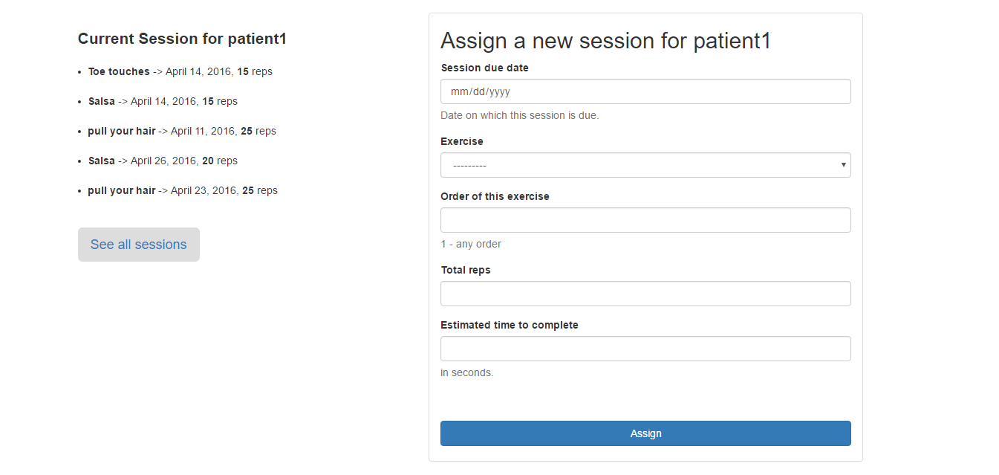 Current Session for patient1
• Toe touches -> April 14, 2016, 15 reps
• Salsa -> April 14, 2016, 15 reps
• pull your hair -> April 11, 2016, 25 reps
• Salsa -> April 26, 2016, 20 reps
• pull your hair -> April 23, 2016, 25 reps
See all sessions
Assign a new session for patient1
Session due date
mm/dd/yyyy
Date on which this session is due.
Exercise
---------
Order of this exercise
1 - any order
Total reps
Estimated time to complete
in seconds.
Assign